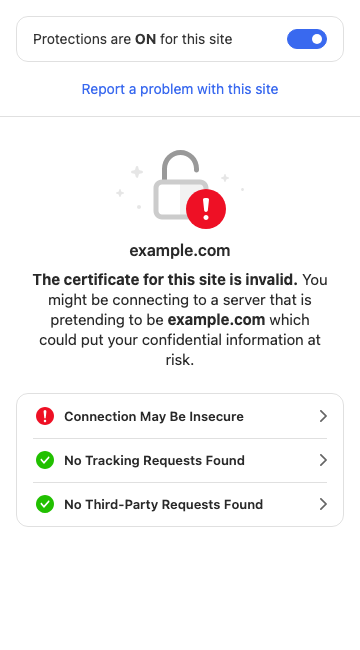 Protections are ON for this site
Report a problem with this site
example.com
The certificate for this site is invalid. You
might be connecting to a server that is
pretending to be example.com which
could put your confidential information at
risk.
Connection May Be Insecure
No Tracking Requests Found
No Third-Party Requests Found